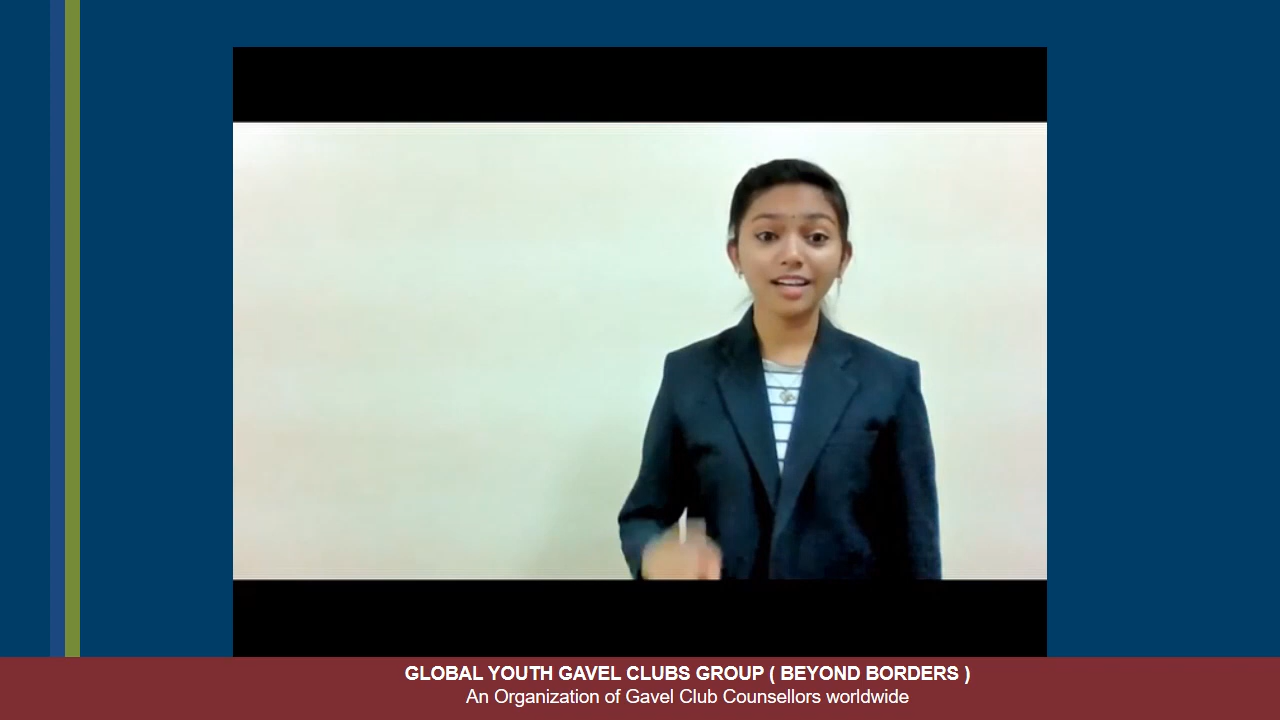 GLOBAL YOUTH GAVEL CLUBS GROUP ( BEYOND BORDERS )
An Organization of Gavel Club Counsellors worldwide